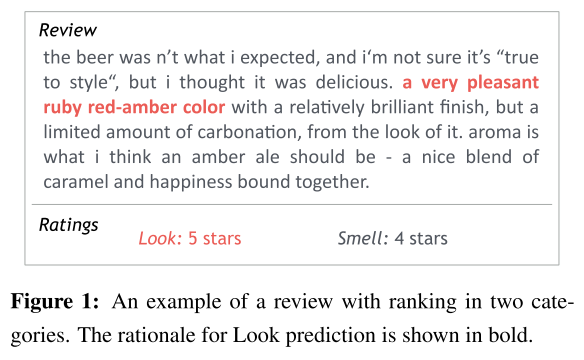 Review
the beer was n't what i expected, and i'm not sure it's “true
to style“, but i thought it was delicious. a very pleasant
ruby red-amber color with a relatively brilliant finish, but a
limited amount of carbonation, from the look of it. aroma is
what i think an amber ale should be - a nice blend of
caramel and happiness bound together.
Ratings
Look: 5 stars Smell: 4 stars
Figure 1: An example of a review with ranking in two cate-
gories. The rationale for Look prediction is shown in bold.